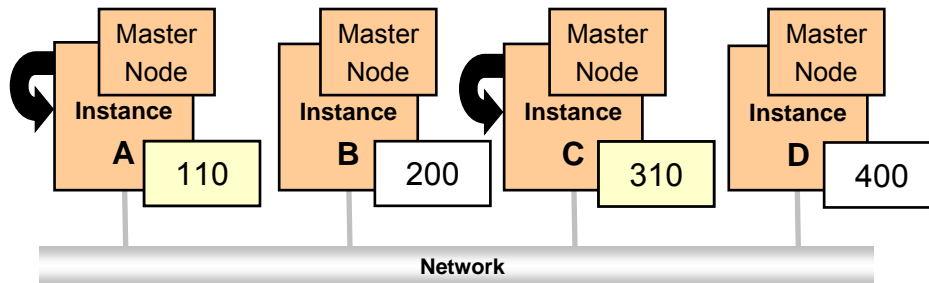 Master
Node
Instance
A
110
Master
Node
Instance
B
200
Master
Node
Instance
C
310
Master
Node
Instance
D
400
Network